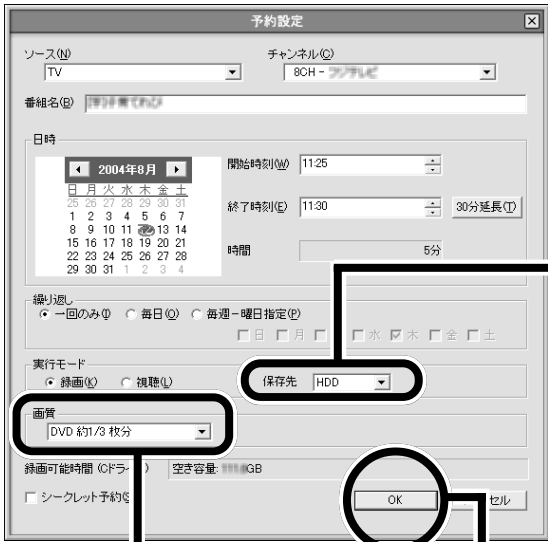 予約設定
ソース(N)
TV
チャンネル(C)
8CH -
番組名(B)
日時
2004年8月
日 月 火 水 木 金 土
25 26 27 28 29 30 31
1 2 3 4 5 6 7
8 9 10 11 12 13 14
15 16 17 18 19 20 21
22 23 24 25 26 27 28
29 30 31 1 2 3 4
開始時刻(W) 11:25
終了時刻(E) 11:30
30分延長(T)
時間 5分
繰り返し
一回のみ(I) 毎日(O) 毎週-曜日指定(P)
日 月 水 木 金 土
実行モード
録画(K) 視聴(L)
保存先 HDD
画質
DVD 約1/3 枚分
録画可能時間 (Cドライ 空き容量: GB
シークレット予約(S
OK
セル